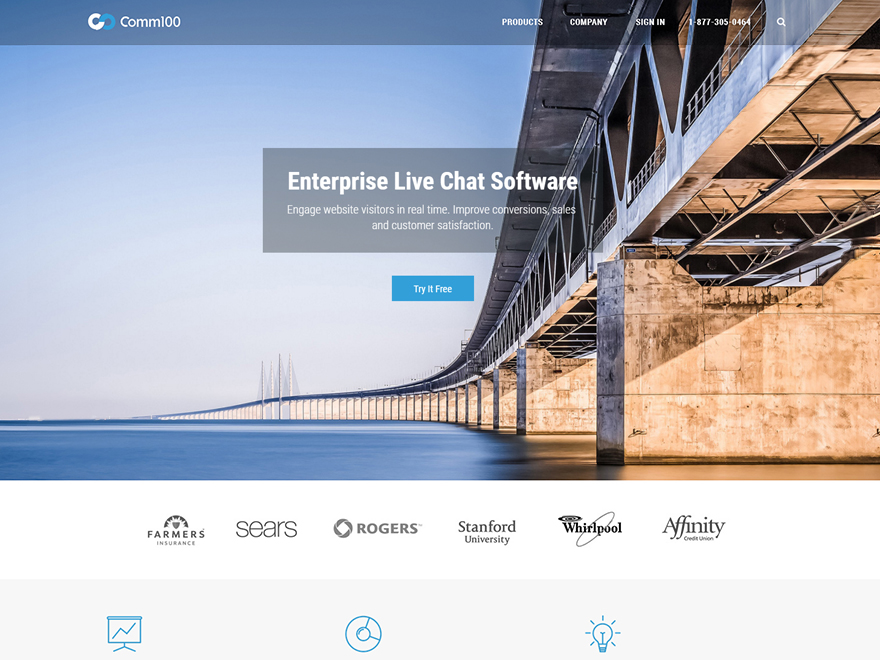 Comm100
PRODUCTS COMPANY SIGN IN 1-877-305-0464
Enterprise Live Chat Software
Engage website visitors in real time. Improve conversions, sales
and customer satisfaction.
Try It Free
FARMERS
INSURANCE
sears
ROGERS™
Stanford
University
Whirlpool
Affinity
Credit Union